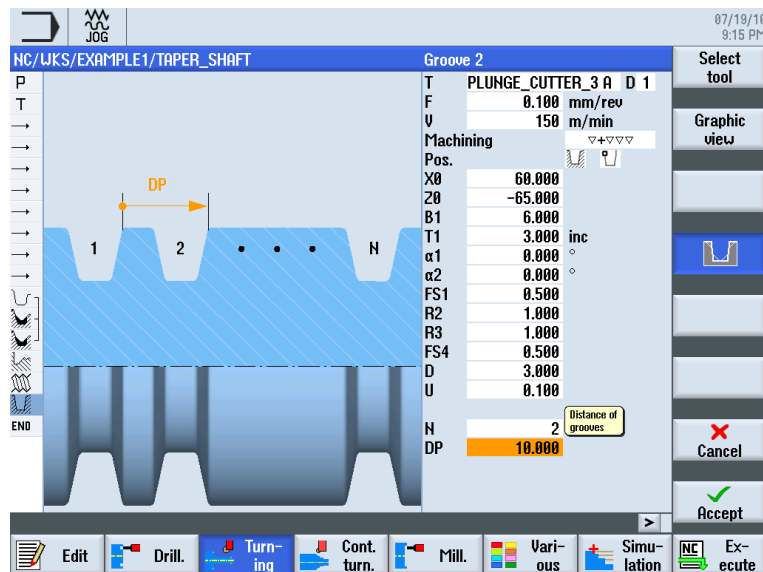 JOG
07/19/16
9:15 PM
NC/WKS/EXAMPLE1/TAPER_SHAFT
Groove 2
Select
tool
P
T
DP
1
2
N
END
T PLUNGE_CUTTER_3 A D 1
F 0.100 mm/rev
V 150 m/min
Machining ▽+▽▽▽
Pos.
X0 60.000
Z0 -65.000
B1 6.000
T1 3.000 inc
α1 0.000 °
α2 0.000 °
FS1 0.500
R2 1.000
R3 1.000
FS4 0.500
D 3.000
U 0.100
N 2
DP 10.000
Distance of
grooves
Graphic
view
Cancel
Accept
>
Edit
Drill.
Turn-
ing
Cont.
turn.
Mill.
Vari-
ous
Simu-
lation
NC
Ex-
ecute